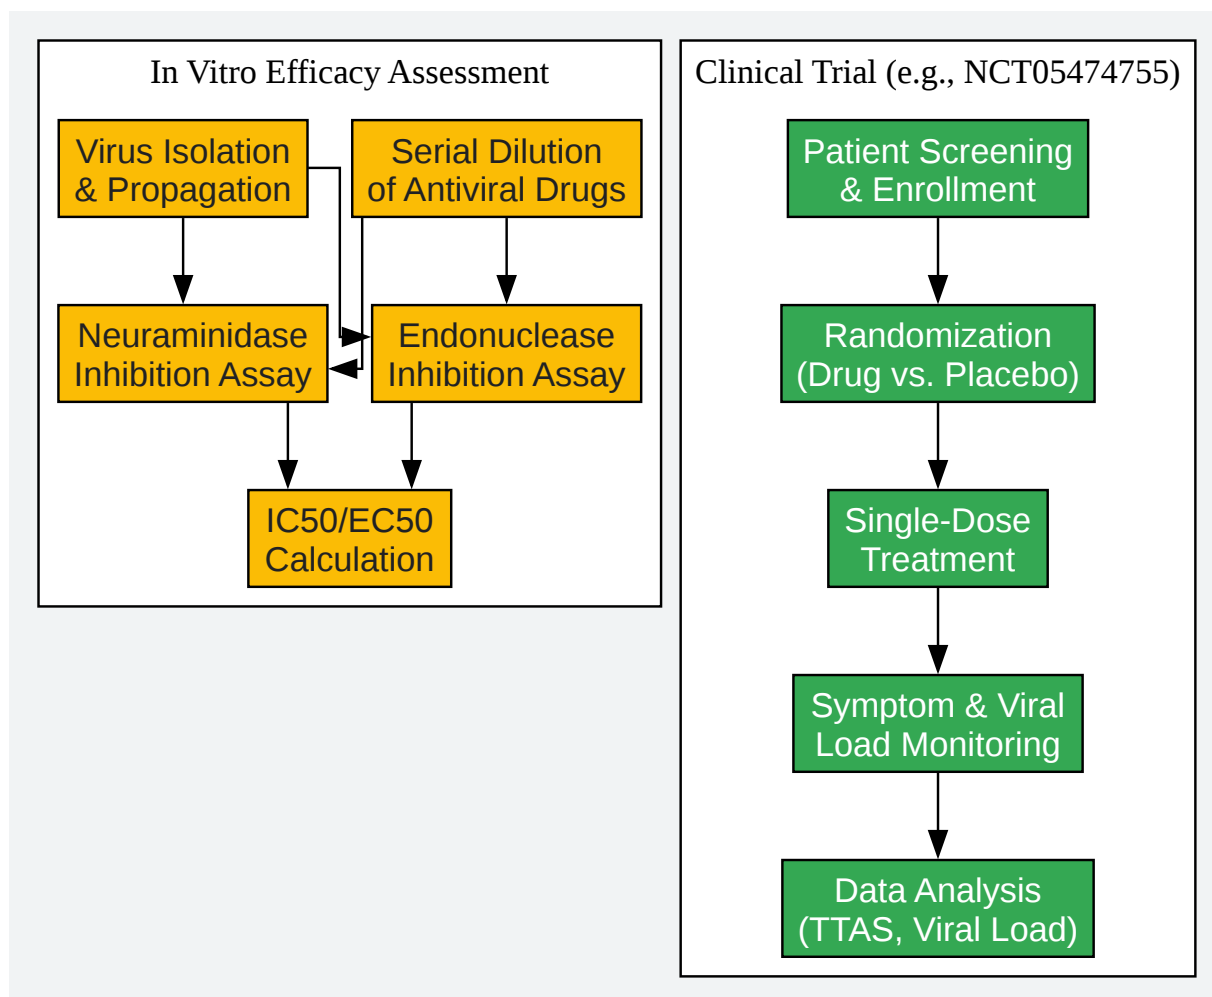 In Vitro Efficacy Assessment
Virus Isolation
& Propagation
Serial Dilution
of Antiviral Drugs
Neuraminidase
Inhibition Assay
Endonuclease
Inhibition Assay
IC50/EC50
Calculation
Clinical Trial (e.g., NCT05474755)
Patient Screening
& Enrollment
Randomization
(Drug vs. Placebo)
Single-Dose
Treatment
Symptom & Viral
Load Monitoring
Data Analysis
(TTAS, Viral Load)